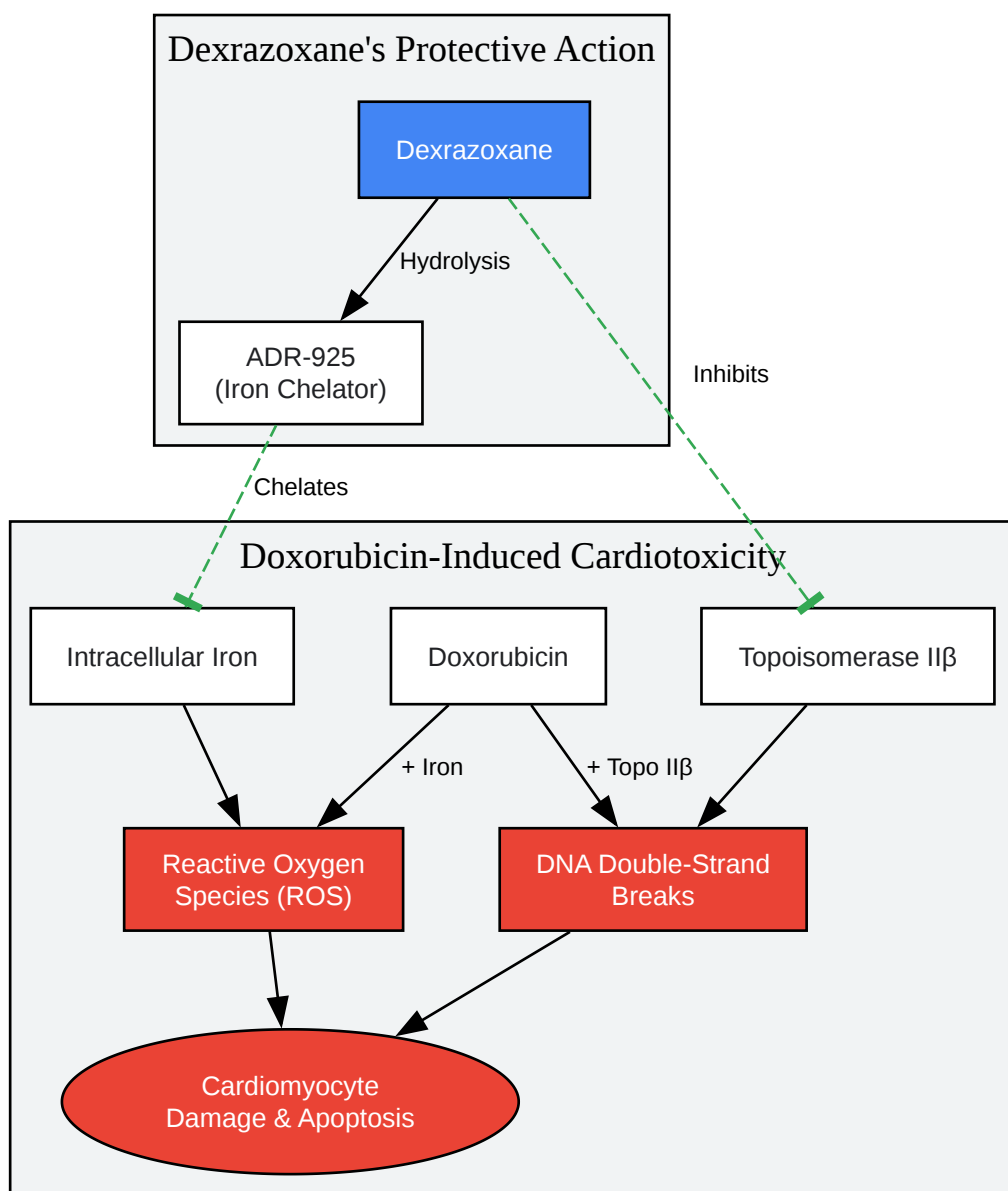 Dexrazoxane's Protective Action
Dexrazoxane
Hydrolysis
ADR-925
(Iron Chelator)
Inhibits
Chelates
Doxorubicin-Induced Cardiotoxicity
Intracellular Iron
Doxorubicin
Topoisomerase IIβ
+ Iron
+ Topo IIβ
Reactive Oxygen
Species (ROS)
DNA Double-Strand
Breaks
Cardiomyocyte
Damage & Apoptosis